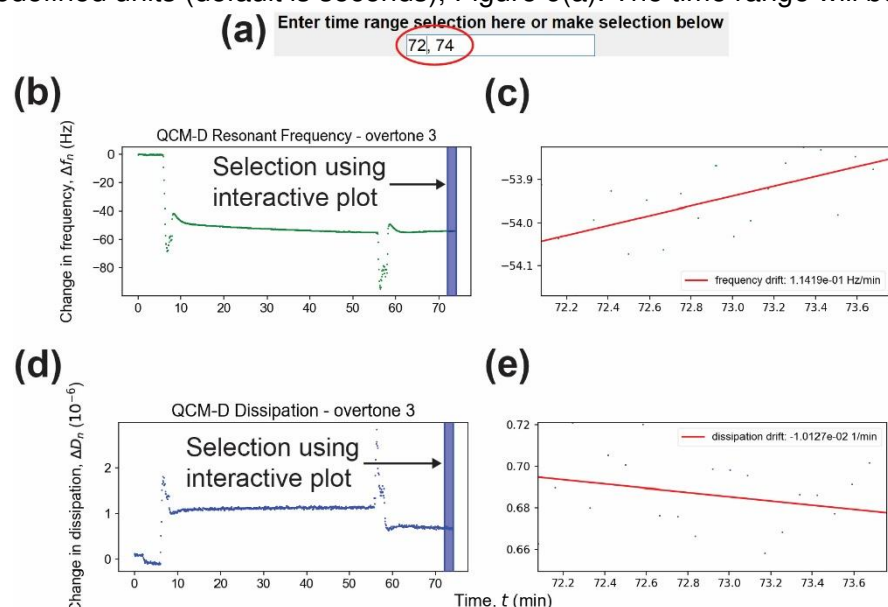 redefined units (default is seconds), Figure 6(a). The time range will be
(a) Enter time range selection here or make selection below
72, 74
(b)
(c)
QCM-D Resonant Frequency - overtone 3
Change in frequency, Δfn (Hz)
0
−20
−40
−60
−80
Selection using
interactive plot
0 10 20 30 40 50 60 70
−53.9
−54.0
−54.1
frequency drift: 1.1419e-01 Hz/min
72.2 72.4 72.6 72.8 73.0 73.2 73.4 73.6
(d)
(e)
QCM-D Dissipation - overtone 3
Change in dissipation, ΔDn (10−6)
2
1
0
Selection using
interactive plot
0 10 20 30 40 50 60 70
0.72
0.70
0.68
0.66
dissipation drift: -1.0127e-02 1/min
72.2 72.4 72.6 72.8 73.0 73.2 73.4 73.6
Time, t (min)